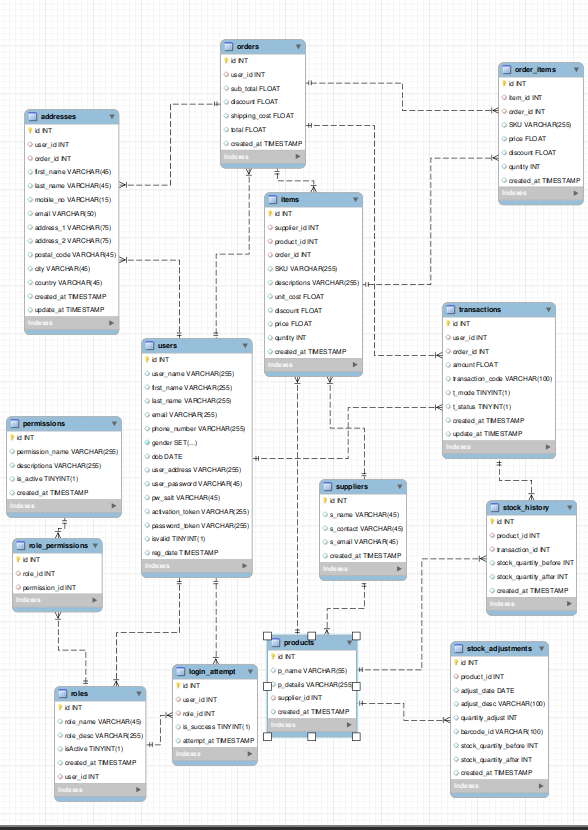 orders
id INT
user_id INT
sub_total FLOAT
discount FLOAT
shipping_cost FLOAT
total FLOAT
created_at TIMESTAMP
Indexes
order_items
id INT
item_id INT
order_id INT
SKU VARCHAR(255)
price FLOAT
discount FLOAT
quntity INT
created_at TIMESTAMP
Indexes
addresses
id INT
user_id INT
order_id INT
first_name VARCHAR(45)
last_name VARCHAR(45)
mobile_no VARCHAR(15)
email VARCHAR(50)
address_1 VARCHAR(75)
address_2 VARCHAR(75)
postal_code VARCHAR(45)
city VARCHAR(45)
country VARCHAR(45)
created_at TIMESTAMP
update_at TIMESTAMP
Indexes
items
id INT
supplier_id INT
product_id INT
order_id INT
SKU VARCHAR(255)
descriptions VARCHAR(255)
unit_cost FLOAT
discount FLOAT
price FLOAT
quntity INT
created_at TIMESTAMP
Indexes
transactions
id INT
user_id INT
order_id INT
amount FLOAT
transaction_code VARCHAR(100)
t_mode TINYINT(1)
t_status TINYINT(1)
created_at TIMESTAMP
update_at TIMESTAMP
Indexes
users
id INT
user_name VARCHAR(255)
first_name VARCHAR(255)
last_name VARCHAR(255)
email VARCHAR(255)
phone_number VARCHAR(255)
gender SET(...)
dob DATE
user_address VARCHAR(255)
user_password VARCHAR(45)
pw_salt VARCHAR(45)
activation_token VARCHAR(255)
password_token VARCHAR(255)
isvalid TINYINT(1)
reg_date TIMESTAMP
Indexes
permissions
id INT
permission_name VARCHAR(255)
descriptions VARCHAR(255)
is_active TINYINT(1)
created_at TIMESTAMP
Indexes
suppliers
id INT
s_name VARCHAR(45)
s_contact VARCHAR(45)
s_email VARCHAR(45)
created_at TIMESTAMP
Indexes
stock_history
id INT
product_id INT
transaction_id INT
stock_quantity_before INT
stock_quantity_after INT
created_at TIMESTAMP
Indexes
role_permissions
id INT
role_id INT
permission_id INT
Indexes
products
id INT
p_name VARCHAR(55)
p_details VARCHAR(255)
supplier_id INT
created_at TIMESTAMP
Indexes
stock_adjustments
id INT
product_id INT
adjust_date DATE
adjust_desc VARCHAR(100)
quantity_adjust INT
barcode_id VARCHAR(100)
stock_quantity_before INT
stock_quantity_after INT
created_at TIMESTAMP
Indexes
login_attempt
id INT
user_id INT
role_id INT
is_success TINYINT(1)
attempt_at TIMESTAMP
Indexes
roles
id INT
role_name VARCHAR(45)
role_desc VARCHAR(255)
isActive TINYINT(1)
created_at TIMESTAMP
user_id INT
Indexes